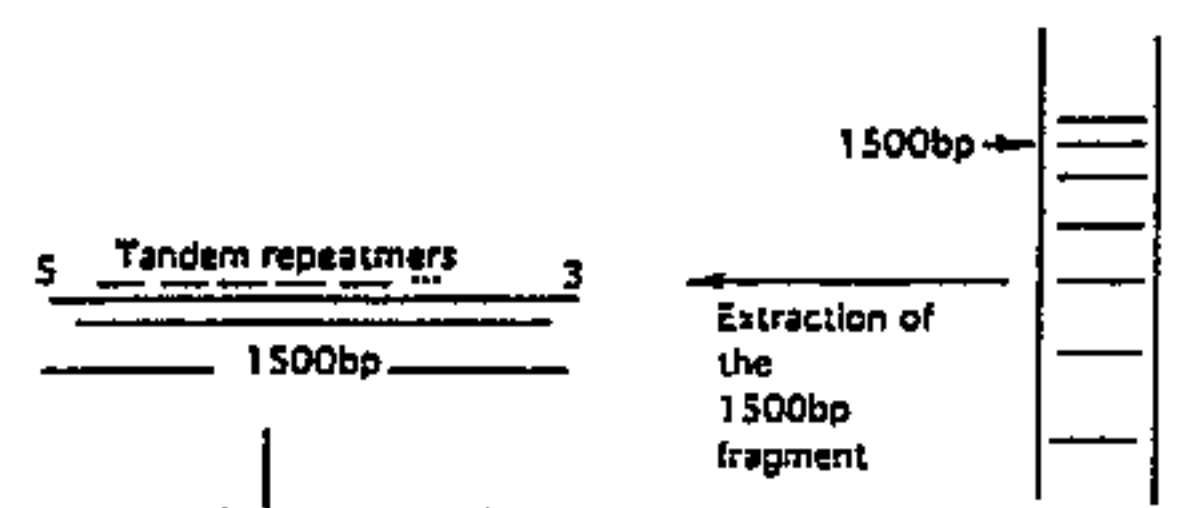 1500bp
Tandem repeatmers
5 3
1500bp
Extraction of
the
1500bp
fragment